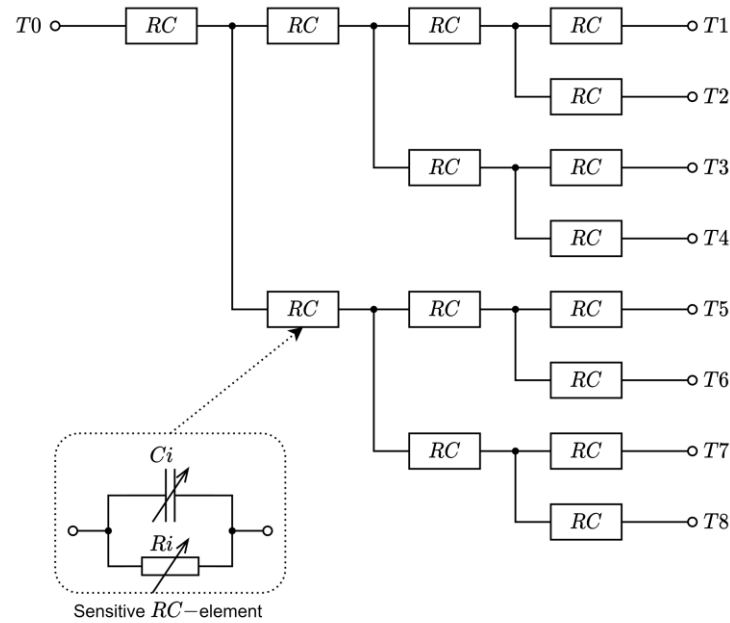 T0 RC RC RC RC T1
RC T2
RC RC T3
RC T4
RC RC RC T5
RC T6
RC RC T7
RC T8
Ci
Ri
Sensitive RC−element